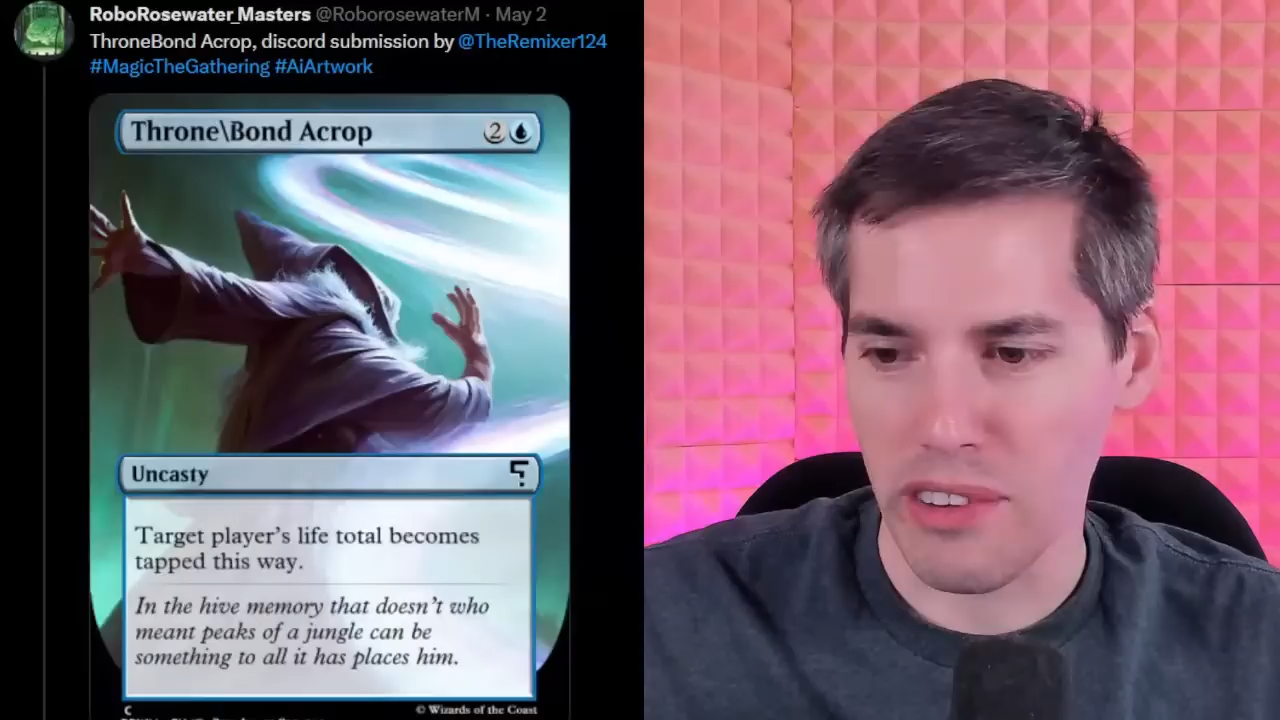 RoboRosewater_Masters @RoborosewaterM · May 2
ThroneBond Acrop, discord submission by @TheRemixer124
#MagicTheGathering #AiArtwork
Throne\Bond Acrop 2
Uncasty
Target player's life total becomes
tapped this way.
In the hive memory that doesn't who
meant peaks of a jungle can be
something to all it has places him.
C © Wizards of the Coast